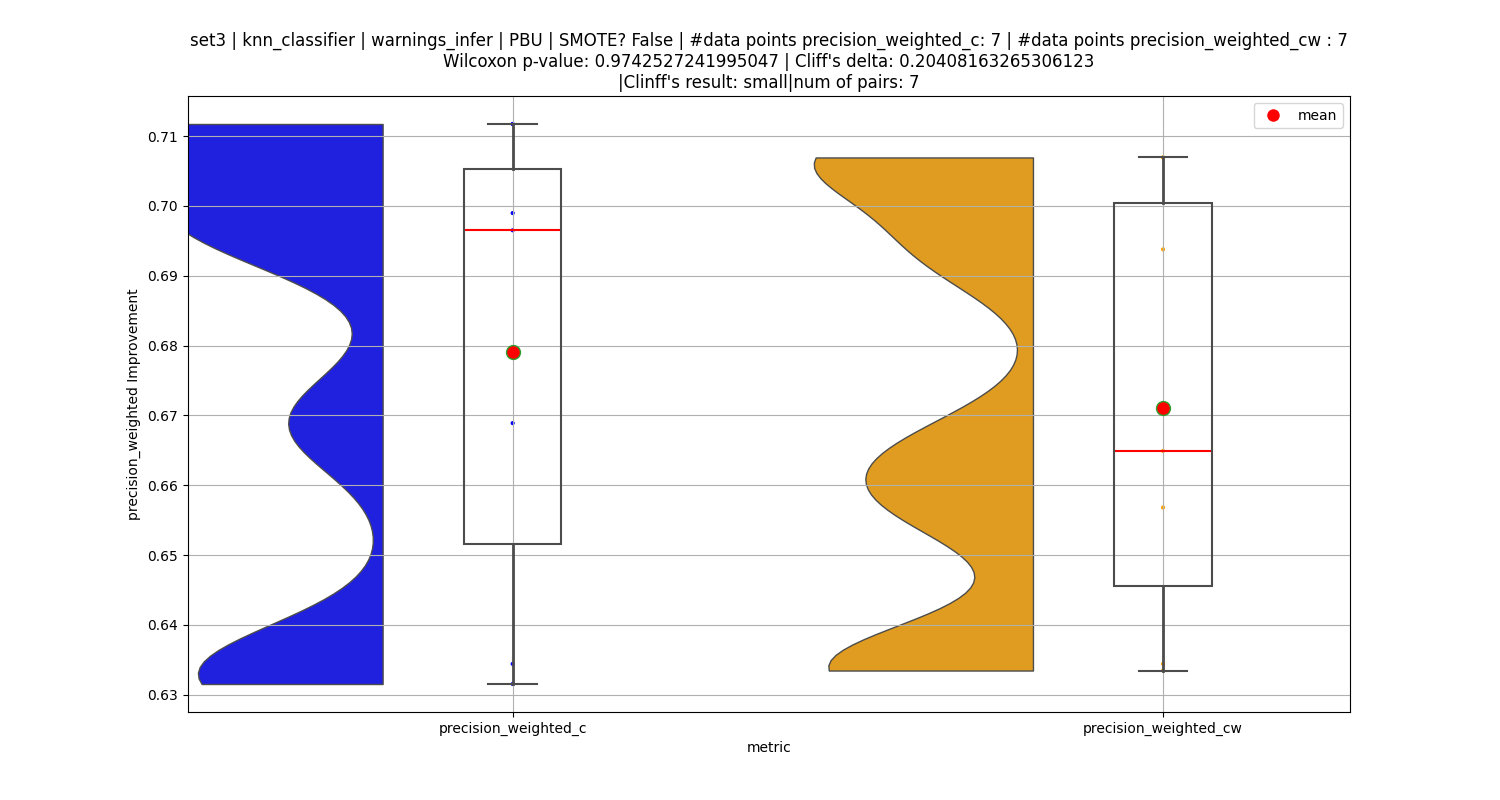 set3 | knn_classifier | warnings_infer | PBU | SMOTE? False | #data points precision_weighted_c: 7 | #data points precision_weighted_cw : 7
Wilcoxon p-value: 0.9742527241995047 | Cliff's delta: 0.20408163265306123
|Clinff's result: small|num of pairs: 7
mean
0.71
0.70
0.69
0.68
0.67
0.66
0.65
0.64
0.63
precision_weighted Improvement
precision_weighted_c
precision_weighted_cw
metric